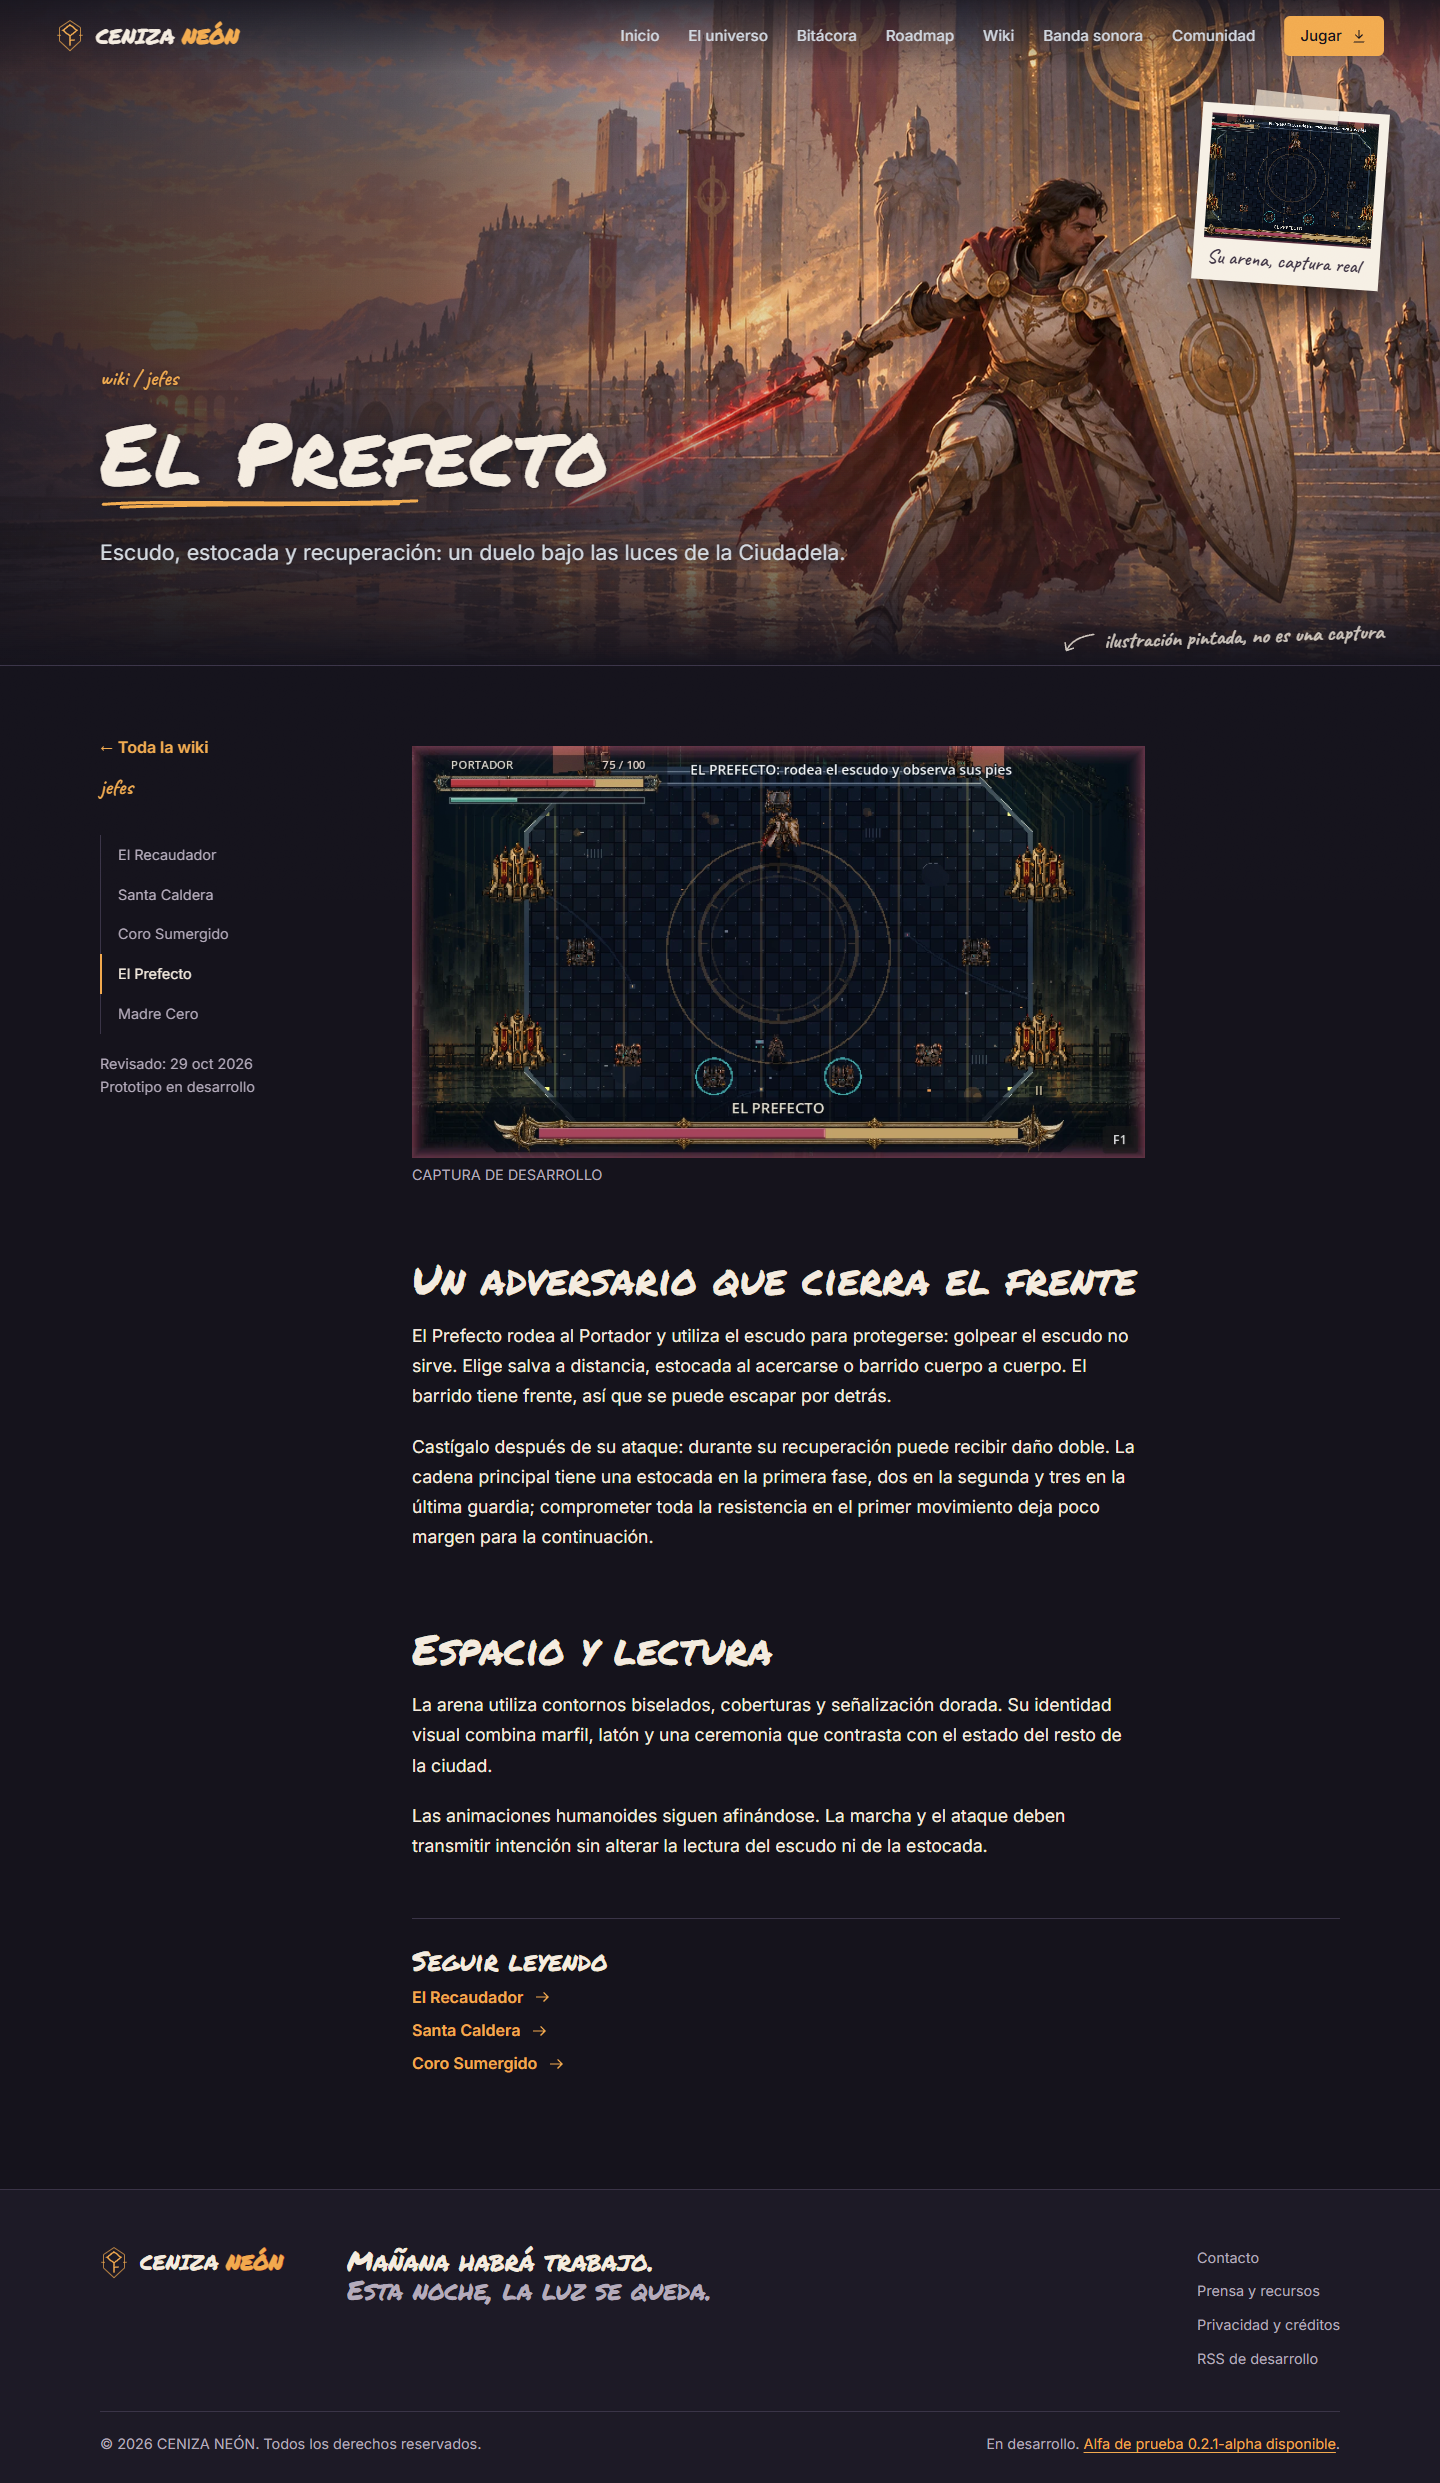 CENIZA NEÓN
Inicio
El universo
Bitácora
Roadmap
Wiki
Banda sonora
Comunidad
Jugar
Su arena, captura real
wiki / jefes
El Prefecto
Escudo, estocada y recuperación: un duelo bajo las luces de la Ciudadela.
ilustración pintada, no es una captura
← Toda la wiki
jefes
El Recaudador
Santa Caldera
Coro Sumergido
El Prefecto
Madre Cero
Revisado: 29 oct 2026
Prototipo en desarrollo
PORTADOR
75 / 100
EL PREFECTO: rodea el escudo y observa sus pies
EL PREFECTO
F1
CAPTURA DE DESARROLLO
Un adversario que cierra el frente
El Prefecto rodea al Portador y utiliza el escudo para protegerse: golpear el escudo no
sirve. Elige salva a distancia, estocada al acercarse o barrido cuerpo a cuerpo. El
barrido tiene frente, así que se puede escapar por detrás.
Castígalo después de su ataque: durante su recuperación puede recibir daño doble. La
cadena principal tiene una estocada en la primera fase, dos en la segunda y tres en la
última guardia; comprometer toda la resistencia en el primer movimiento deja poco
margen para la continuación.
Espacio y lectura
La arena utiliza contornos biselados, coberturas y señalización dorada. Su identidad
visual combina marfil, latón y una ceremonia que contrasta con el estado del resto de
la ciudad.
Las animaciones humanoides siguen afinándose. La marcha y el ataque deben
transmitir intención sin alterar la lectura del escudo ni de la estocada.
Seguir leyendo
El Recaudador →
Santa Caldera →
Coro Sumergido →
CENIZA NEÓN
Mañana habrá trabajo.
Esta noche, la luz se queda.
Contacto
Prensa y recursos
Privacidad y créditos
RSS de desarrollo
© 2026 CENIZA NEÓN. Todos los derechos reservados.
En desarrollo. Alfa de prueba 0.2.1-alpha disponible.